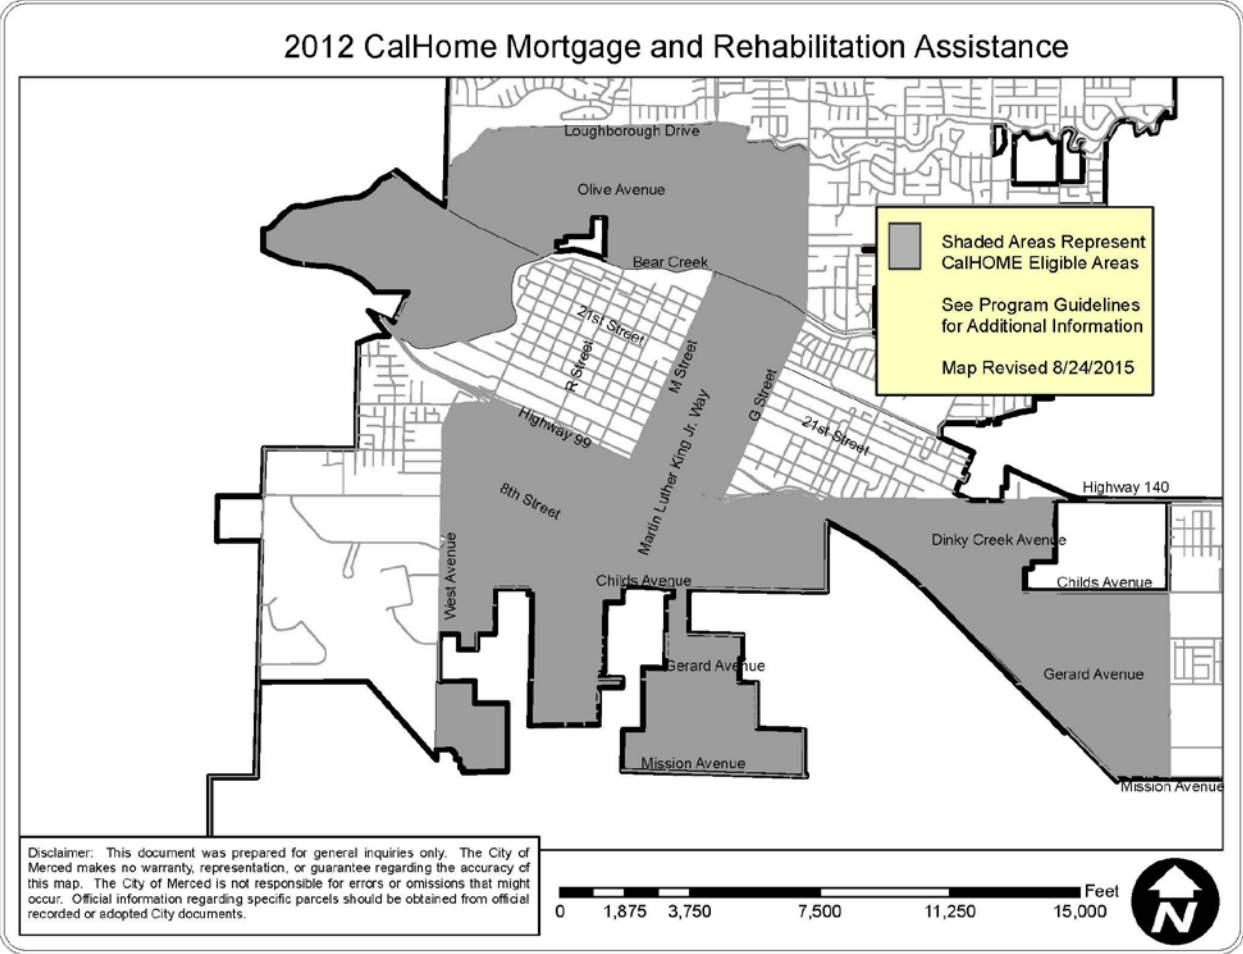 2012 CalHome Mortgage and Rehabilitation Assistance
Loughborough Drive
Olive Avenue
Bear Creek
Shaded Areas Represent
CalHOME Eligible Areas
See Program Guidelines
for Additional Information
Map Revised 8/24/2015
21st Street
R Street
M Street
G Street
Martin Luther King Jr. Way
Highway 99
21st Street
8th Street
Highway 140
West Avenue
Dinky Creek Avenue
Childs Avenue
Childs Avenue
Gerard Avenue
Gerard Avenue
Mission Avenue
Mission Avenue
Disclaimer: This document was prepared for general inquiries only. The City of
Merced makes no warranty, representation, or guarantee regarding the accuracy of
this map. The City of Merced is not responsible for errors or omissions that might
occur. Official information regarding specific parcels should be obtained from official
recorded or adopted City documents.
Feet
0 1,875 3,750 7,500 11,250 15,000
N